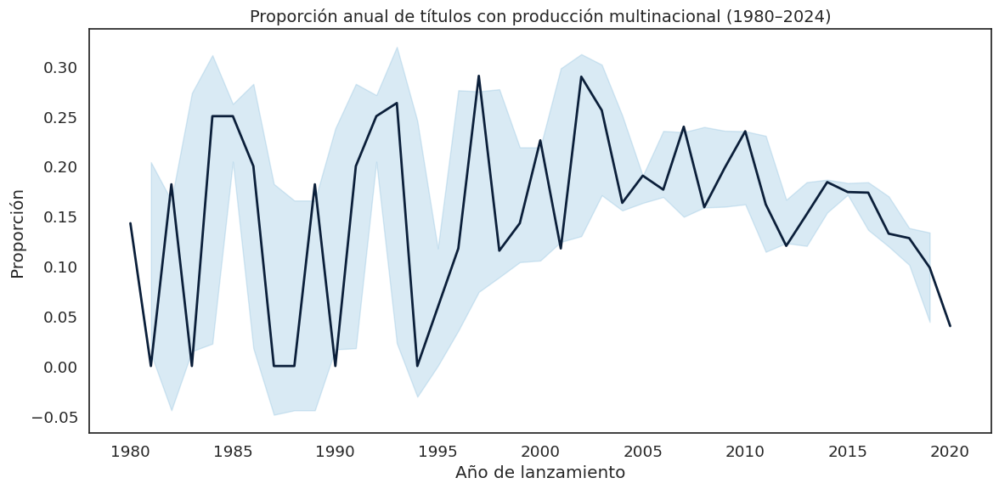 Proporción anual de títulos con producción multinacional (1980–2024)
Proporción
0.30
0.25
0.20
0.15
0.10
0.05
0.00
−0.05
1980 1985 1990 1995 2000 2005 2010 2015 2020
Año de lanzamiento